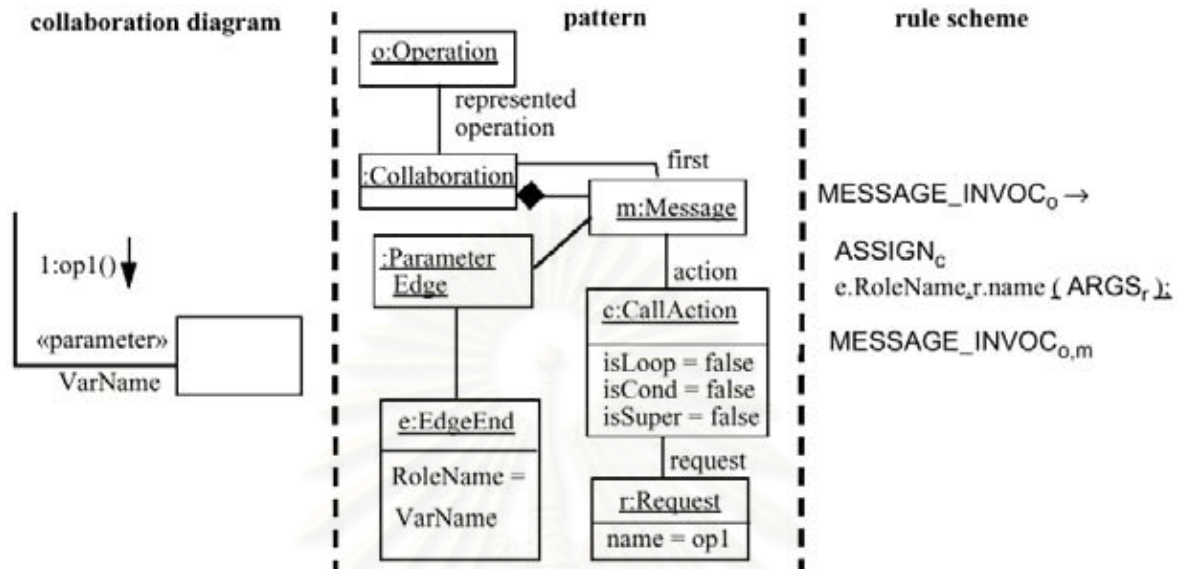 collaboration diagram
pattern
rule scheme
1:op1()
«parameter»
VarName
o:Operation
represented
operation
:Collaboration
first
m:Message
:Parameter
Edge
action
c:CallAction
isLoop = false
isCond = false
isSuper = false
e:EdgeEnd
RoleName =
VarName
request
r:Request
name = op1
MESSAGE_INVOCo →
ASSIGNc
e.RoleName.r.name ( ARGSr );
MESSAGE_INVOCo,m